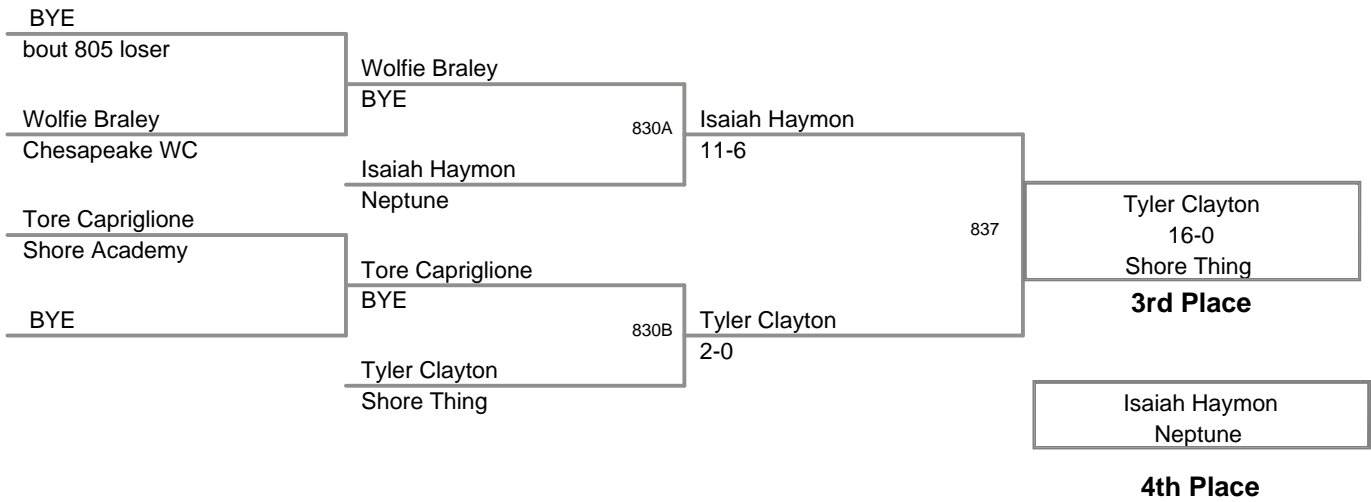 BYE
bout 805 loser
Wolfie Braley
Chesapeake WC
Tore Capriglione
Shore Academy
BYE
Wolfie Braley
BYE
830A
Isaiah Haymon
Neptune
Tore Capriglione
BYE
830B
Tyler Clayton
Shore Thing
Isaiah Haymon
11-6
837
Tyler Clayton
2-0
Tyler Clayton
16-0
Shore Thing
3rd Place
Isaiah Haymon
Neptune
4th Place